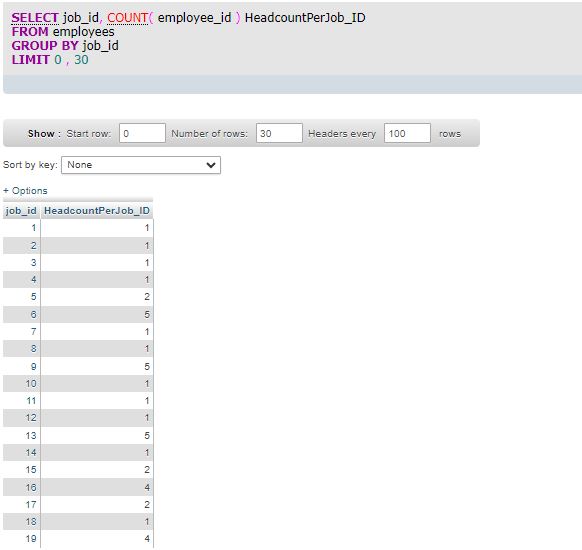 SELECT job_id, COUNT( employee_id ) HeadcountPerJob_ID
FROM employees
GROUP BY job_id
LIMIT 0 , 30
Show : Start row: 0 Number of rows: 30 Headers every 100 rows
Sort by key: None
+ Options
job_id HeadcountPerJob_ID
1 1
2 1
3 1
4 1
5 2
6 5
7 1
8 1
9 5
10 1
11 1
12 1
13 5
14 1
15 2
16 4
17 2
18 1
19 4